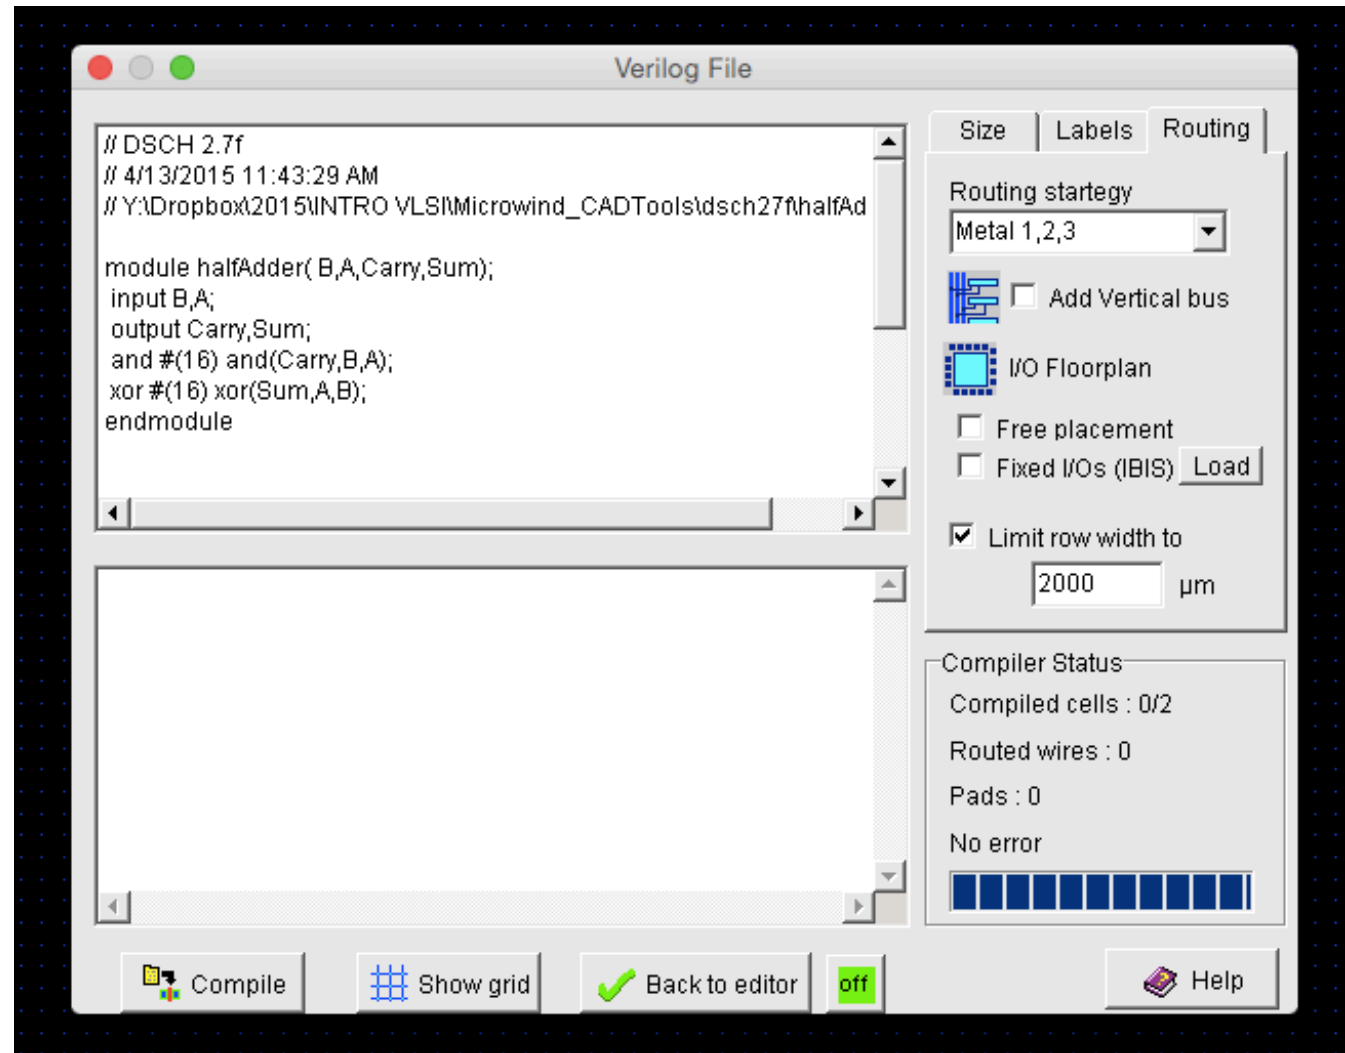 Verilog File
// DSCH 2.7f
// 4/13/2015 11:43:29 AM
// Y:\Dropbox\2015\INTRO VLSI\Microwind_CADTools\dsch27f\halfAd
module halfAdder( B,A,Carry,Sum);
input B,A;
output Carry,Sum;
and #(16) and(Carry,B,A);
xor #(16) xor(Sum,A,B);
endmodule
Size Labels Routing
Routing startegy
Metal 1,2,3
Add Vertical bus
I/O Floorplan
Free placement
Fixed I/Os (IBIS) Load
Limit row width to
2000 µm
Compiler Status
Compiled cells : 0/2
Routed wires : 0
Pads : 0
No error
Compile Show grid Back to editor off Help